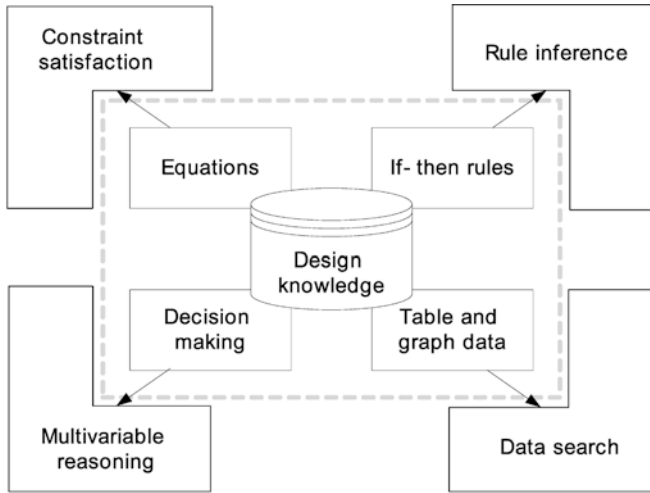 Constraint
satisfaction
Rule inference
Equations
If- then rules
Design
knowledge
Decision
making
Table and
graph data
Multivariable
reasoning
Data search